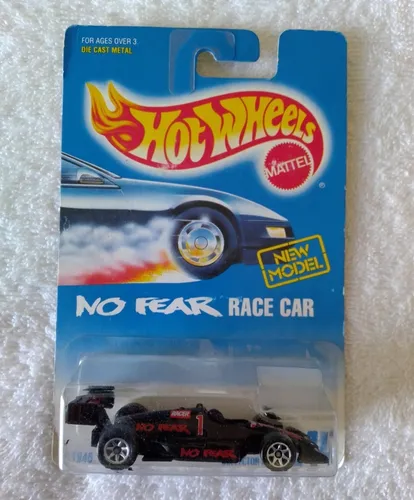 FOR AGES OVER 3
DIE CAST METAL
HOT WHEELS
MATTEL
®
NEW
MODEL
NO FEAR RACE CAR
RACER
NO FEAR 1
NO FEAR